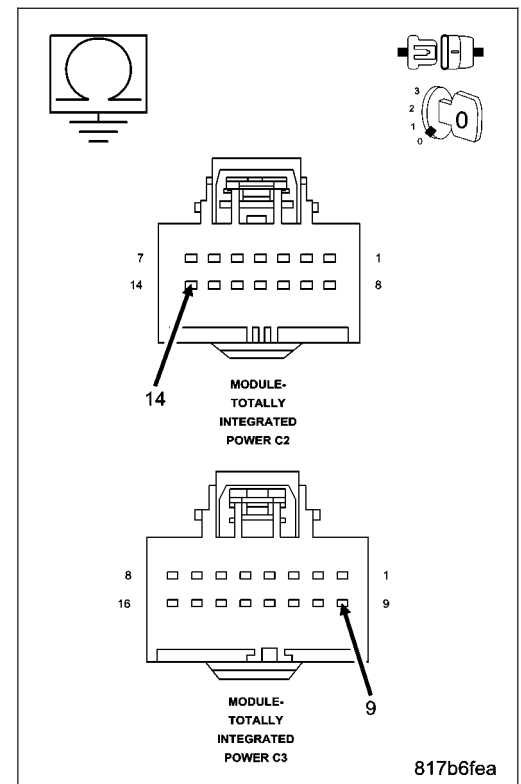 3
2
1
0
0
7 1
14 8
14
MODULE-
TOTALLY
INTEGRATED
POWER C2
8 1
16 9
9
MODULE-
TOTALLY
INTEGRATED
POWER C3
817b6fea